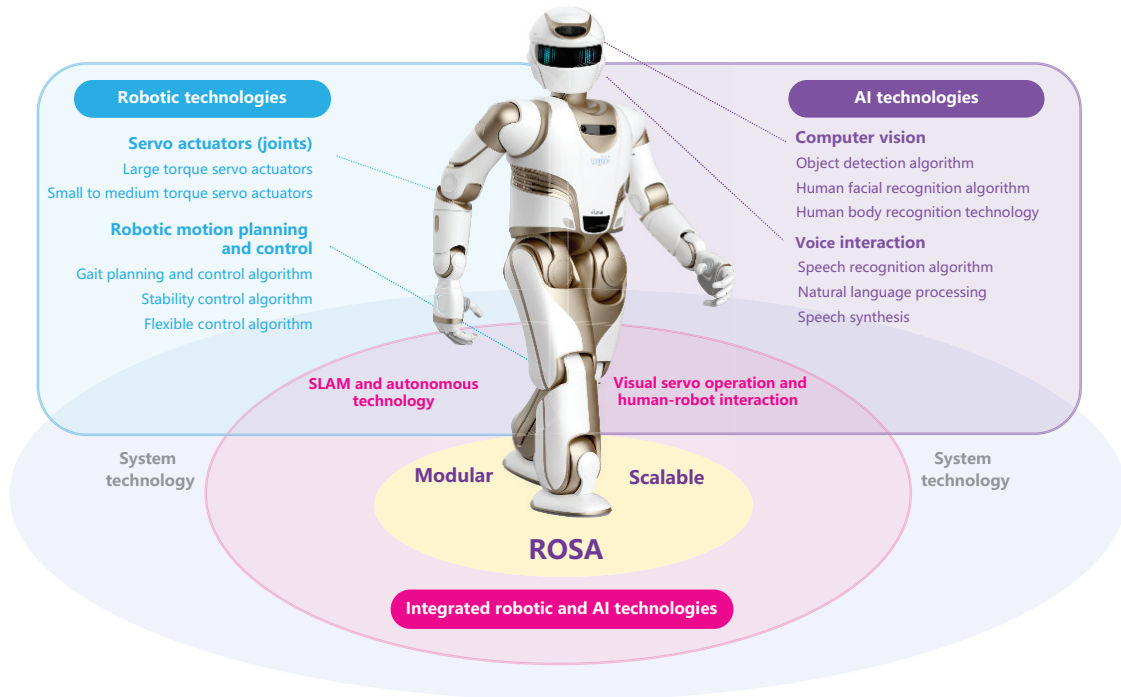 Robotic technologies
Servo actuators (joints)
Large torque servo actuators
Small to medium torque servo actuators
Robotic motion planning
and control
Gait planning and control algorithm
Stability control algorithm
Flexible control algorithm
AI technologies
Computer vision
Object detection algorithm
Human facial recognition algorithm
Human body recognition technology
Voice interaction
Speech recognition algorithm
Natural language processing
Speech synthesis
SLAM and autonomous
technology
Visual servo operation and
human-robot interaction
System
technology
System
technology
Modular
Scalable
ROSA
Integrated robotic and AI technologies